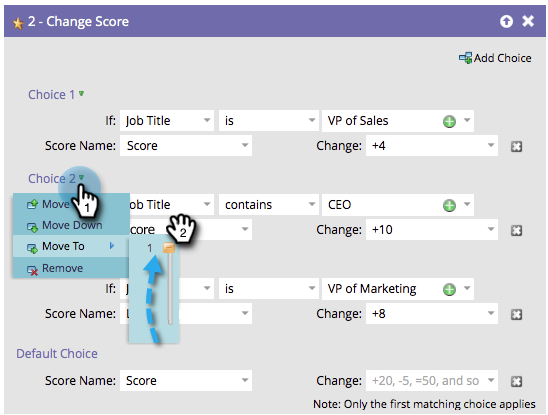 2 - Change Score
Add Choice
Choice 1
If: Job Title is VP of Sales
Score Name: Score Change: +4
Choice 2
1
Move
ob Title contains CEO
2
Move Down
core Change: +10
Move To 1
Remove
If: is VP of Marketing
Score Name: Change: +8
Default Choice
Score Name: Score Change: +20, -5, =50, and so
Note: Only the first matching choice applies